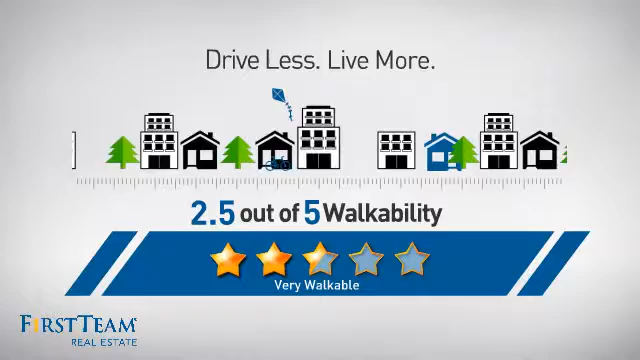 Drive Less. Live More.
2.5 out of 5 Walkability
Very Walkable
FIRSTTEAM®
REAL ESTATE